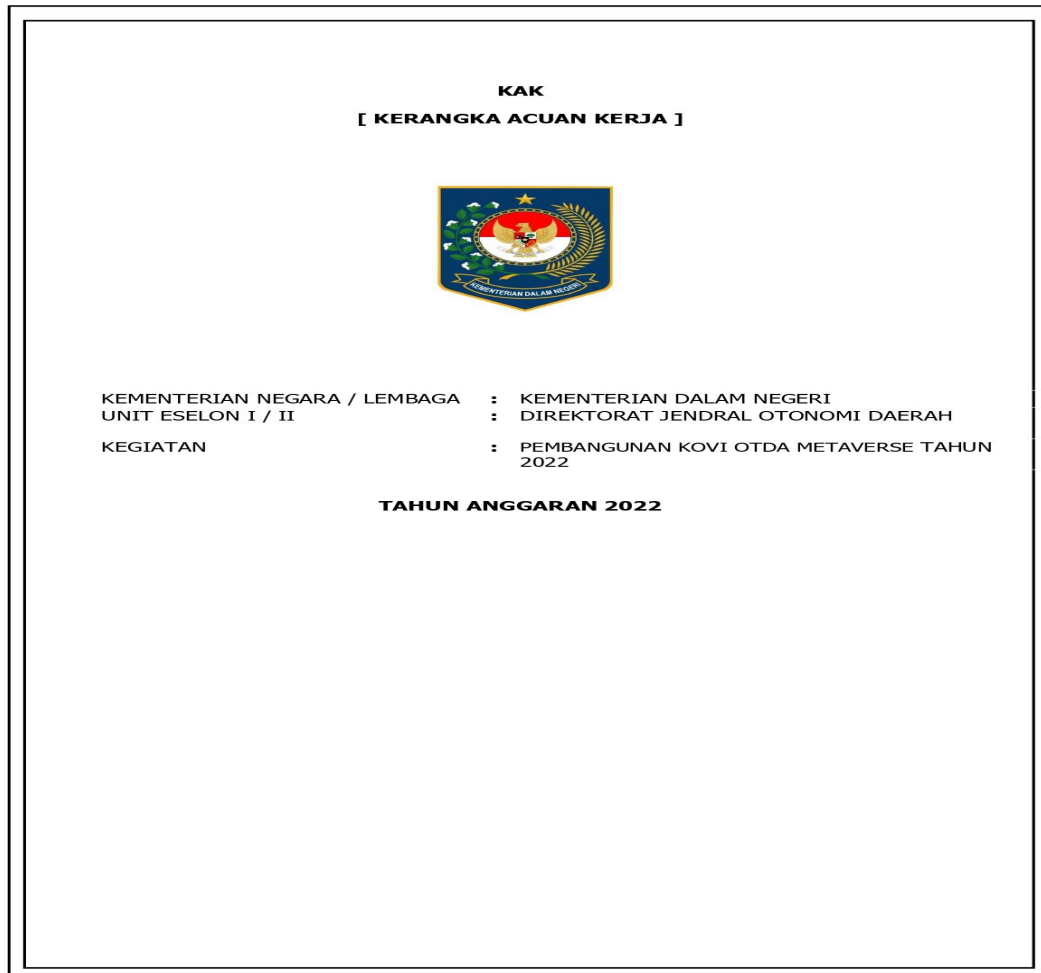 KAK
[ KERANGKA ACUAN KERJA ]
KEMENTERIAN DALAM NEGERI
KEMENTERIAN NEGARA / LEMBAGA : KEMENTERIAN DALAM NEGERI
UNIT ESELON I / II : DIREKTORAT JENDRAL OTONOMI DAERAH
KEGIATAN : PEMBANGUNAN KOVI OTDA METAVERSE TAHUN
2022
TAHUN ANGGARAN 2022